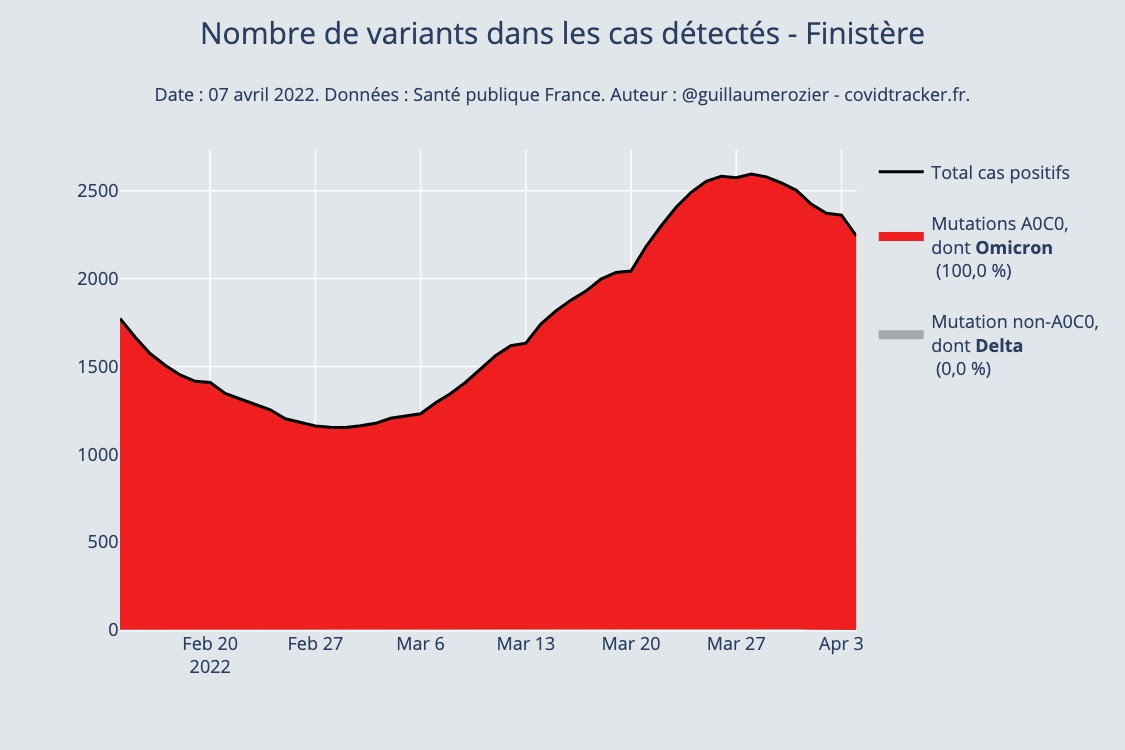 Nombre de variants dans les cas détectés - Finistère
Date : 07 avril 2022. Données : Santé publique France. Auteur : @guillaumerozier - covidtracker.fr.
Total cas positifs
Mutations A0C0,
dont Omicron
(100,0 %)
Mutation non-A0C0,
dont Delta
(0,0 %)
2500
2000
1500
1000
500
0
Feb 20
2022
Feb 27
Mar 6
Mar 13
Mar 20
Mar 27
Apr 3